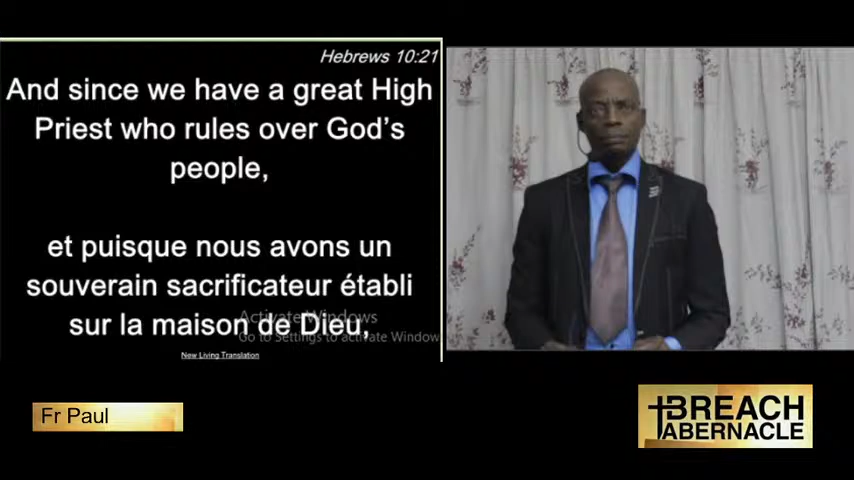 Hebrews 10:21
And since we have a great High
Priest who rules over God’s
people,
et puisque nous avons un
souverain sacrificateur établi
sur la maison de Dieu,
Activate Windows
Go to Settings to activate Window
New Living Translation
Fr Paul
BREACH
TABERNACLE